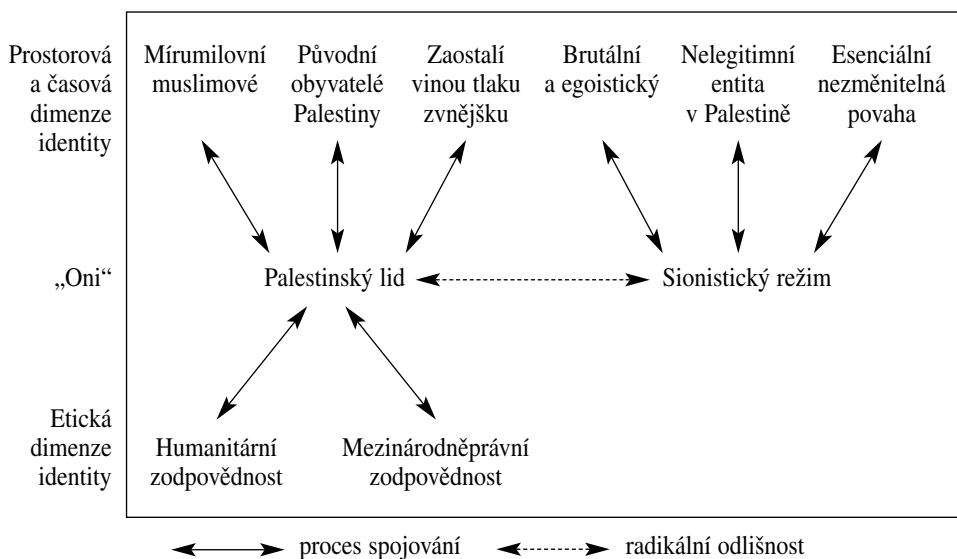 Prostorová
a časová
dimenze
identity
Mírumilovní
muslimové
Původní
obyvatelé
Palestiny
Zaostalí
vinou tlaku
zvnějšku
Brutální
a egoistický
Nelegitimní
entita
v Palestině
Esenciální
nezměnitelná
povaha
„Oni“
Palestinský lid
Sionistický režim
Etická
dimenze
identity
Humanitární
zodpovědnost
Mezinárodněprávní
zodpovědnost
proces spojování
radikální odlišnost